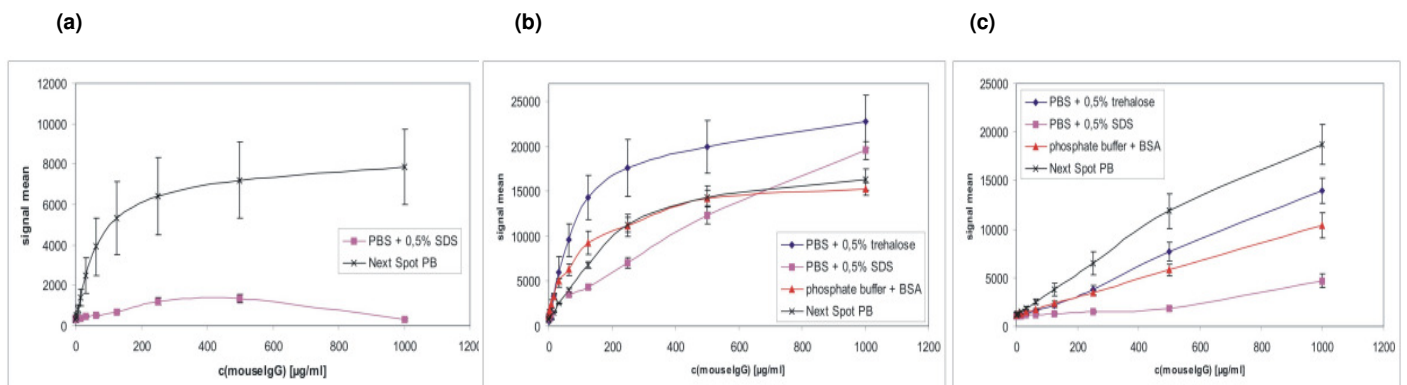 (a)
(b)
(c)
12000
10000
8000
6000
4000
2000
0
signal mean
0
200
400
600
800
1000
1200
c(mouseIgG) [µg/ml]
PBS + 0,5% SDS
Next Spot PB
25000
20000
15000
10000
5000
0
signal mean
0
200
400
600
800
1000
1200
c(mouseIgG) [µg/ml]
PBS + 0,5% trehalose
PBS + 0,5% SDS
phosphate buffer + BSA
Next Spot PB
25000
20000
15000
10000
5000
0
signal mean
0
200
400
600
800
1000
1200
c(mouseIgG) [µg/ml]
PBS + 0,5% trehalose
PBS + 0,5% SDS
phosphate buffer + BSA
Next Spot PB